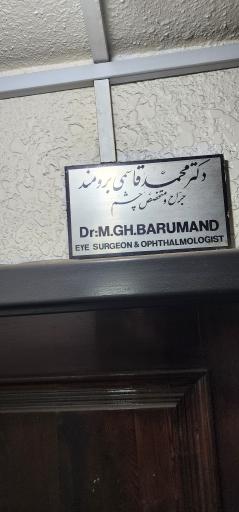 دکتر محمد قاسمی برومند
جراح و متخصص چشم
Dr:M.GH.BARUMAND
EYE SURGEON & OPHTHALMOLOGIST